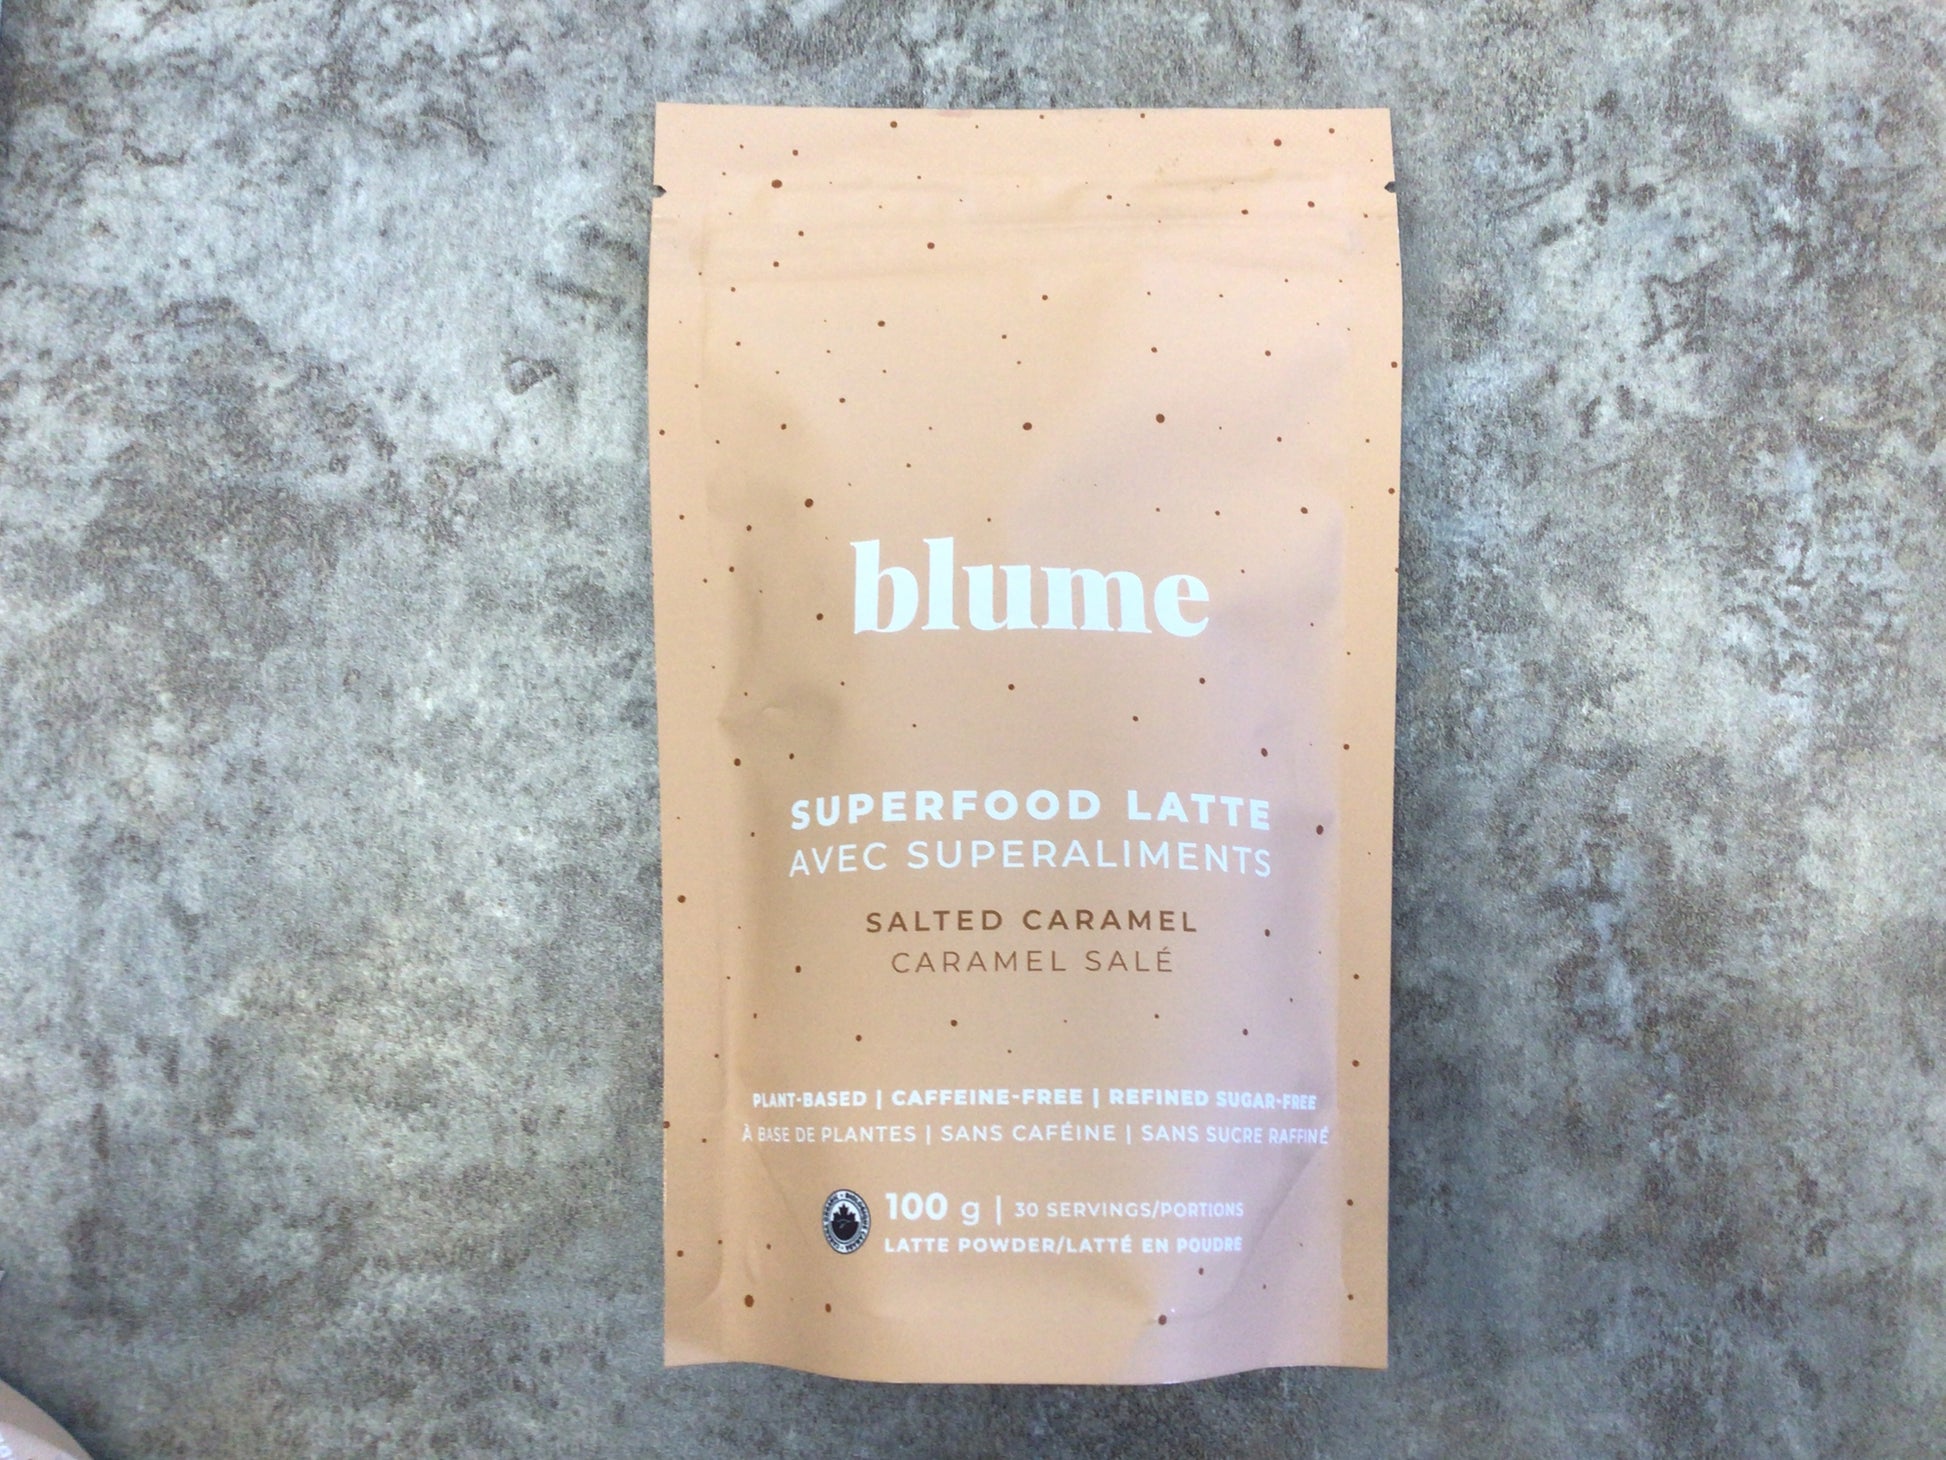 blume
SUPERFOOD LATTE
AVEC SUPERALIMENTS
SALTED CARAMEL
CARAMEL SALÉ
PLANT-BASED | CAFFEINE-FREE | REFINED SUGAR-FREE
À BASE DE PLANTES | SANS CAFÉINE | SANS SUCRE RAFFINÉ
100 g | 30 SERVINGS/PORTIONS
LATTE POWDER/LATTÉ EN POUDRE